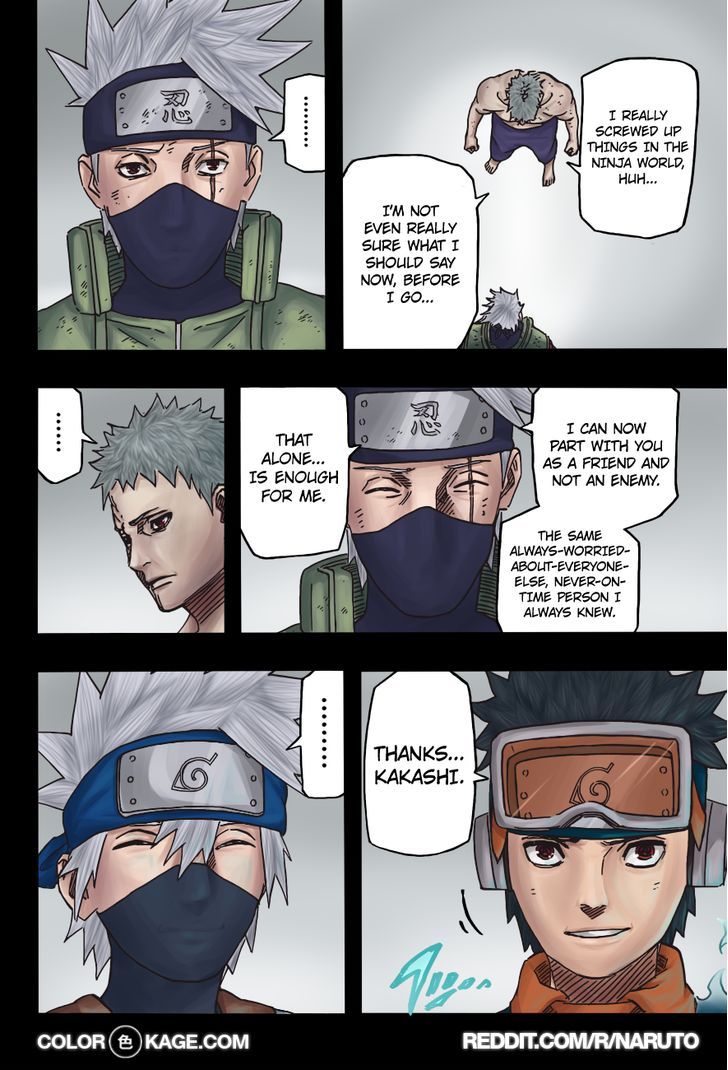 I REALLY
SCREWED UP
THINGS IN THE
NINJA WORLD,
HUH...
I'M NOT
EVEN REALLY
SURE WHAT I
SHOULD SAY
NOW, BEFORE
I GO...
.........
忍
I CAN NOW
PART WITH YOU
AS A FRIEND AND
NOT AN ENEMY.
THE SAME
ALWAYS-WORRIED-
ABOUT-EVERYONE-
ELSE, NEVER-ON-
TIME PERSON I
ALWAYS KNEW.
忍
THAT
ALONE...
IS ENOUGH
FOR ME.
.......
THANKS...
KAKASHI.
.........
COLOR 色 KAGE.COM
REDDIT.COM/R/NARUTO